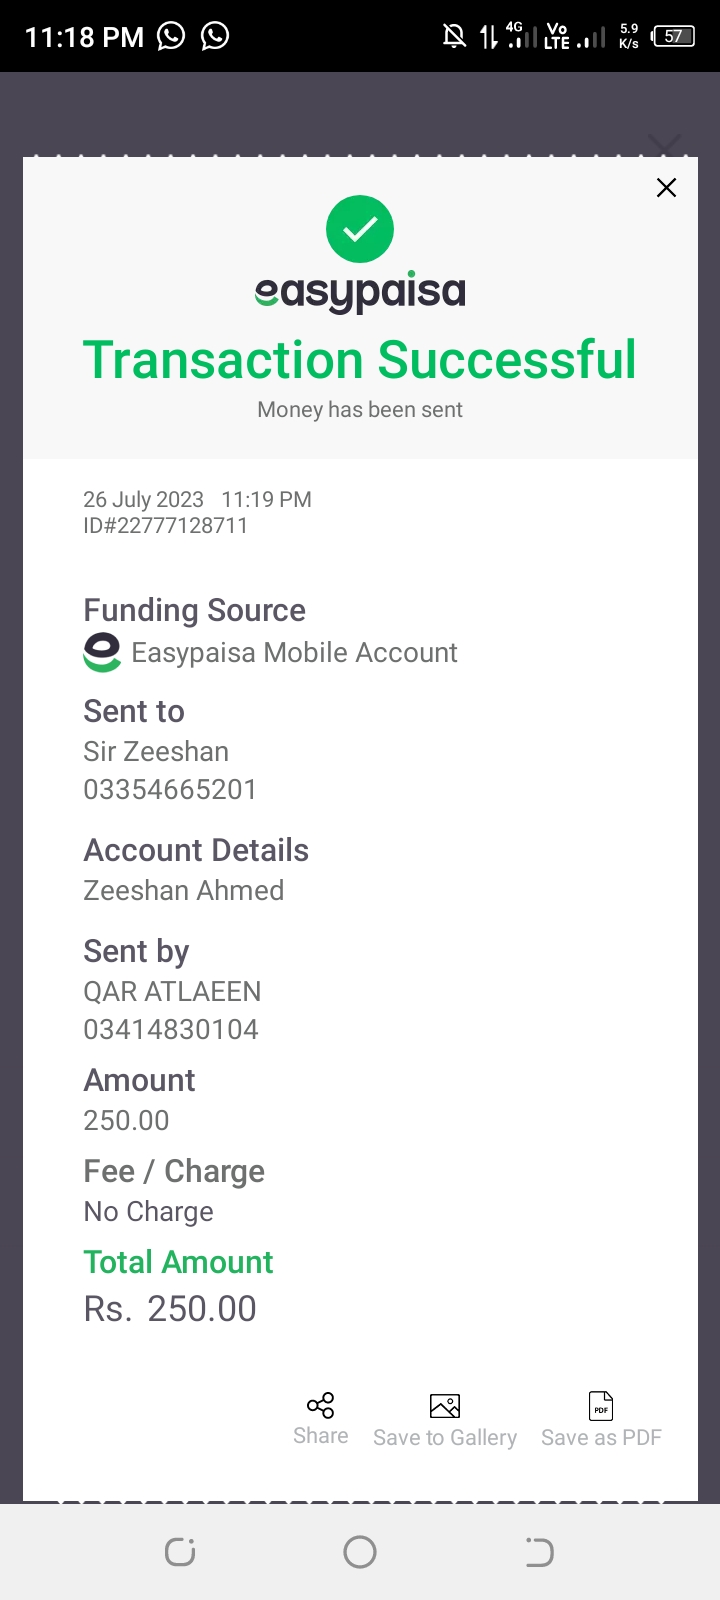 11:18 PM
4G
Vo
LTE
5.9
K/s
57
easypaisa
Transaction Successful
Money has been sent
26 July 2023 11:19 PM
ID#22777128711
Funding Source
Easypaisa Mobile Account
Sent to
Sir Zeeshan
03354665201
Account Details
Zeeshan Ahmed
Sent by
QAR ATLAEEN
03414830104
Amount
250.00
Fee / Charge
No Charge
Total Amount
Rs. 250.00
PDF
Share
Save to Gallery
Save as PDF